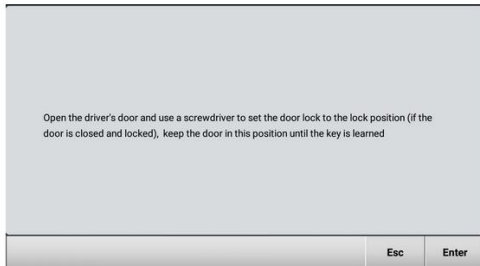 Open the driver's door and use a screwdriver to set the door lock to the lock position (if the
door is closed and locked), keep the door in this position until the key is learned
Esc Enter